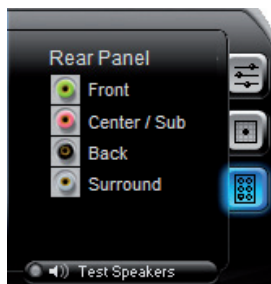 Rear Panel
Front
Center / Sub
Back
Surround
Test Speakers